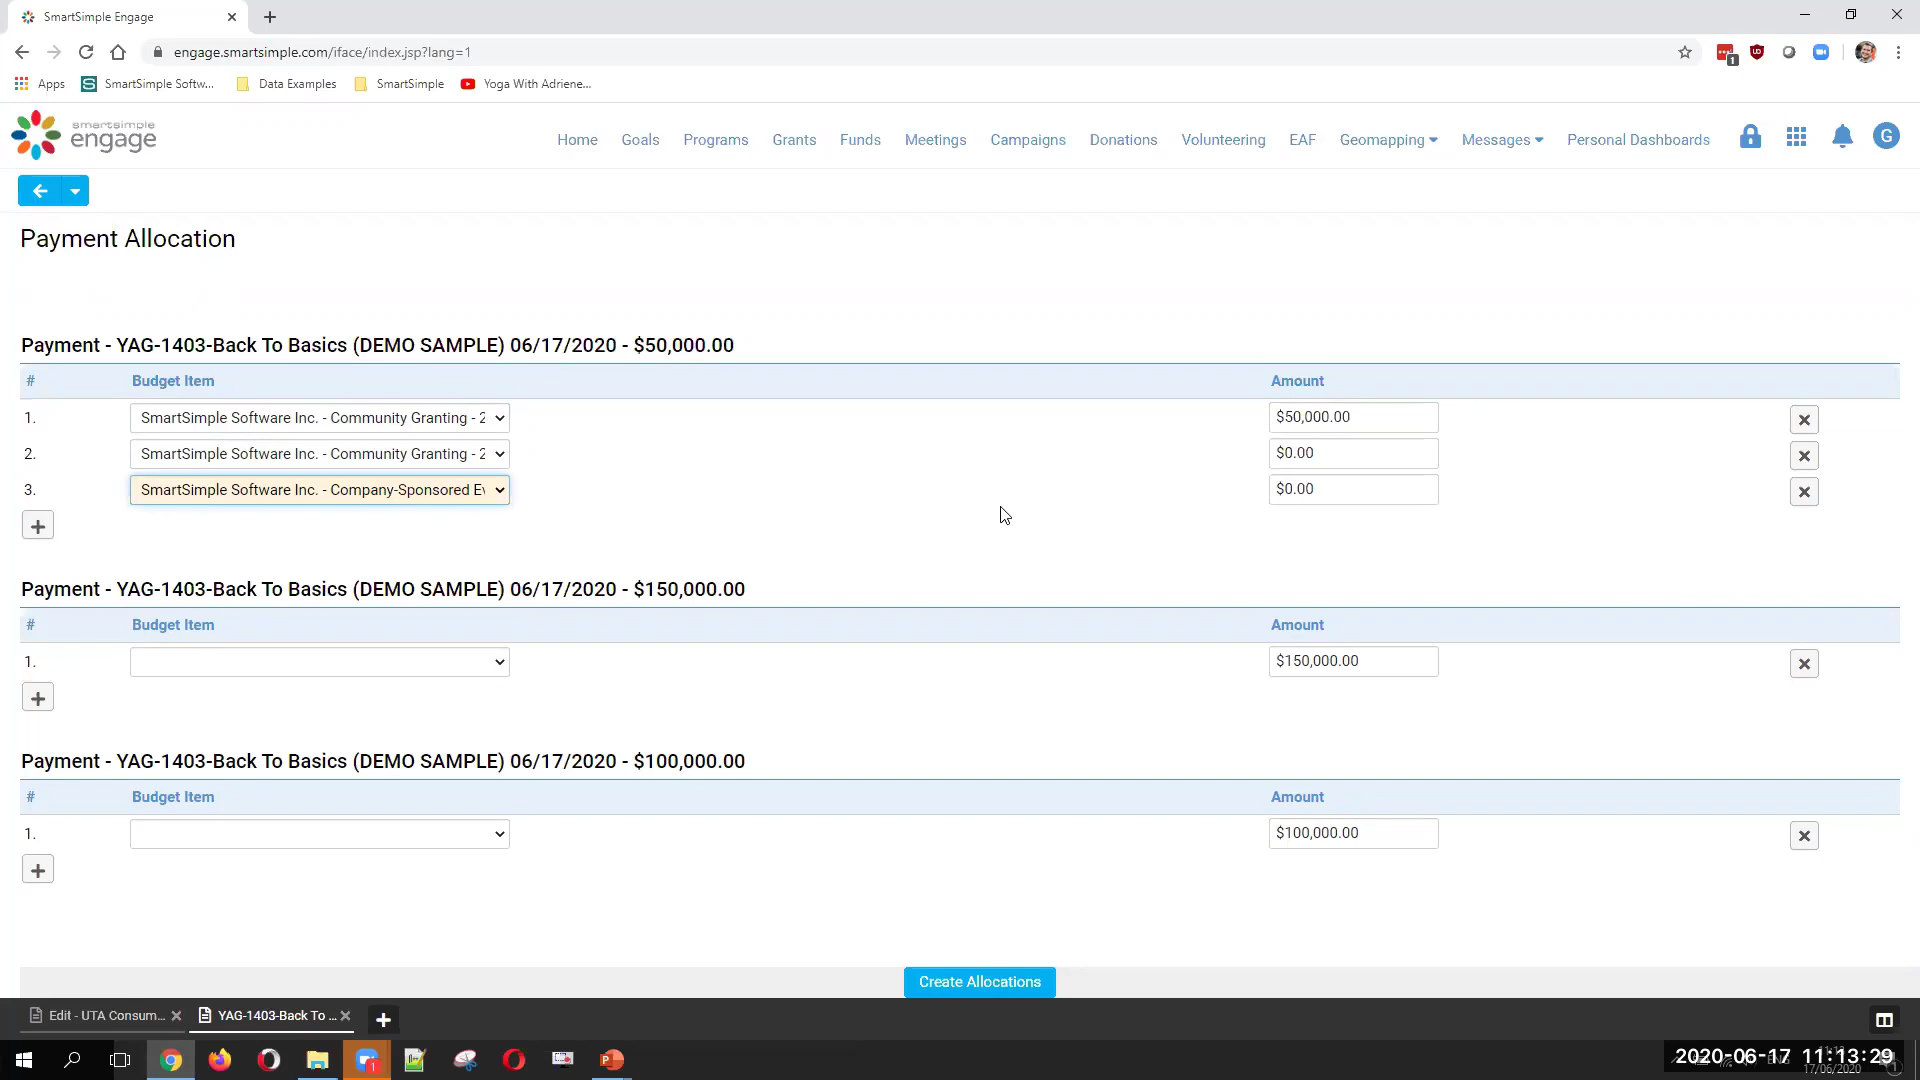 SmartSimple Engage
engage.smartsimple.com/iface/index.jsp?lang=1
1
Apps
SmartSimple Softw...
Data Examples
SmartSimple
Yoga With Adriene...
smartsimple
engage
Home
Goals
Programs
Grants
Funds
Meetings
Campaigns
Donations
Volunteering
EAF
Geomapping
Messages
Personal Dashboards
G
Payment Allocation
Payment - YAG-1403-Back To Basics (DEMO SAMPLE) 06/17/2020 - $50,000.00
# Budget Item Amount
1. SmartSimple Software Inc. - Community Granting - 2 $50,000.00
2. SmartSimple Software Inc. - Community Granting - 2 $0.00
3. SmartSimple Software Inc. - Company-Sponsored Ev $0.00
Payment - YAG-1403-Back To Basics (DEMO SAMPLE) 06/17/2020 - $150,000.00
# Budget Item Amount
1. $150,000.00
Payment - YAG-1403-Back To Basics (DEMO SAMPLE) 06/17/2020 - $100,000.00
# Budget Item Amount
1. $100,000.00
Create Allocations
Edit - UTA Consum...
YAG-1403-Back To ...
1
2020-06-17 11:13:29
17/06/2020